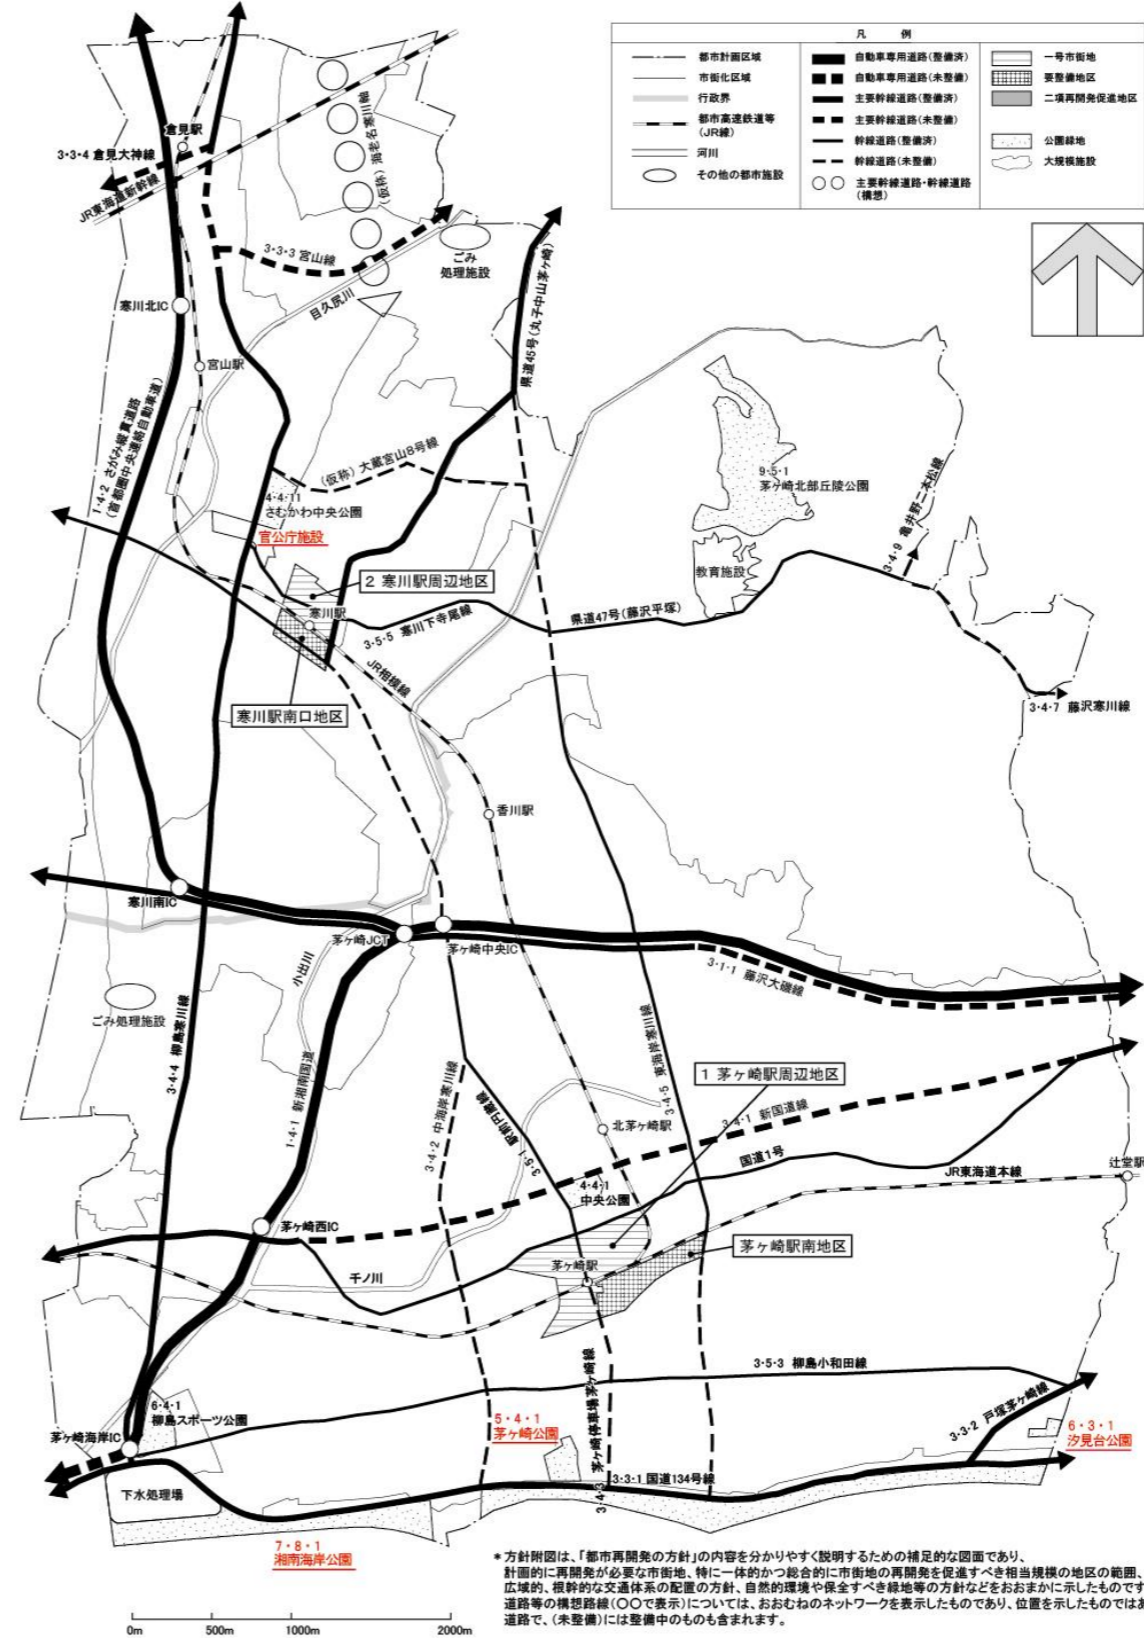 凡 例
都市計画区域
市街化区域
行政界
都市高速鉄道等
(JR線)
河川
その他の都市施設
自動車専用道路(整備済)
自動車専用道路(未整備)
主要幹線道路(整備済)
主要幹線道路(未整備)
幹線道路(整備済)
幹線道路(未整備)
主要幹線道路・幹線道路
(構想)
一号市街地
要整備地区
二項再開発促進地区
公園緑地
大規模施設
倉見駅
3・3・4 倉見大神線
JR東海道新幹線
(仮称) 海老名寒川線
3・3・3 宮山線
ごみ
処理施設
目久尻川
寒川北IC
宮山駅
県道45号(丸子中山茅ヶ崎)
1・4・2 さがみ縦貫道路
(首都圏中央連絡自動車道)
(仮称) 大蔵宮山8号線
4・4・11
さむかわ中央公園
官公庁施設
9・5・1
茅ヶ崎北部丘陵公園
3・4・9 亀井野二本松線
教育施設
2 寒川駅周辺地区
寒川駅
3・5・5 寒川下寺尾線
県道47号(藤沢平塚)
JR相模線
寒川駅南口地区
3・4・7 藤沢寒川線
香川駅
寒川南IC
茅ヶ崎JCT
茅ヶ崎中央IC
小出川
3・1・1 藤沢大磯線
ごみ処理施設
3・4・4 柳島寒川線
1・4・1 新湘南国道
3・4・2 中海岸寒川線
3・5・1 駅前円蔵線
3・4・5 東海岸寒川線
1 茅ヶ崎駅周辺地区
北茅ヶ崎駅
3・4・1 新国道線
国道1号
JR東海道本線
辻堂駅
4・4・1
中央公園
茅ヶ崎西IC
茅ヶ崎駅南地区
茅ヶ崎駅
千ノ川
3・5・3 柳島小和田線
6・4・1
柳島スポーツ公園
茅ヶ崎海岸IC
5・4・1
茅ヶ崎公園
3・4・3 茅ヶ崎停車場茅ヶ崎線
3・3・2 戸塚茅ヶ崎線
6・3・1
汐見台公園
3・3・1 国道134号線
下水処理場
7・8・1
湘南海岸公園
* 方針附図は、「都市再開発の方針」の内容を分かりやすく説明するための補足的な図面であり、
計画的に再開発が必要な市街地、特に一体的かつ総合的に市街地の再開発を促進すべき相当規模の地区の範囲、
広域的、根幹的な交通体系の配置の方針、自然的環境や保全すべき緑地等の方針などをおおまかに示したものです
道路等の構想路線(○○で表示)については、おおむねのネットワークを表示したものであり、位置を示したものではあ
道路で、(未整備)には整備中のものも含まれます。
0m 500m 1000m 2000m